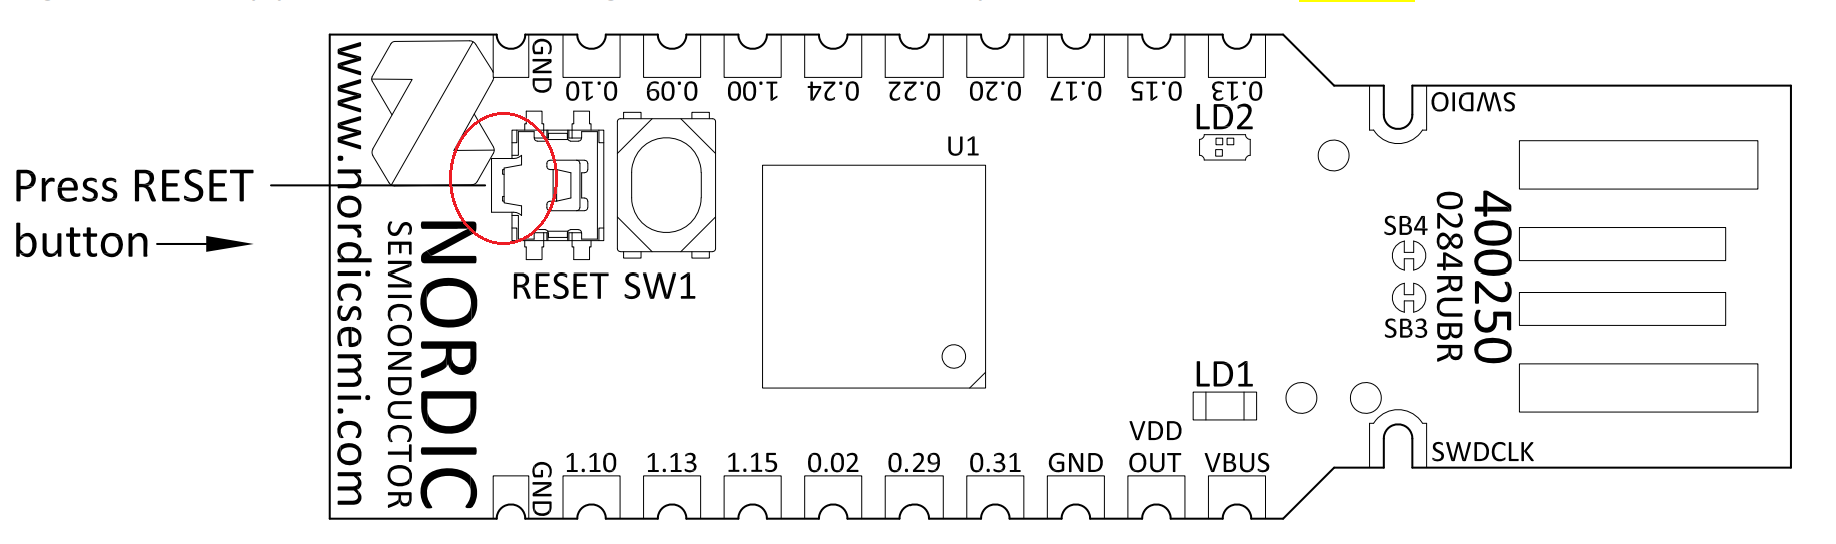 Press RESET
button
www.nordicsemi.com
SEMICONDUCTOR
NORDIC
GND
0.10
0.09
1.00
0.24
0.22
0.20
0.17
0.15
0.13
SWDIO
LD2
U1
RESET SW1
SB4
SB3
0284RUBR
400250
LD1
GND
1.10
1.13
1.15
0.02
0.29
0.31
GND
VDD
OUT
VBUS
SWDCLK